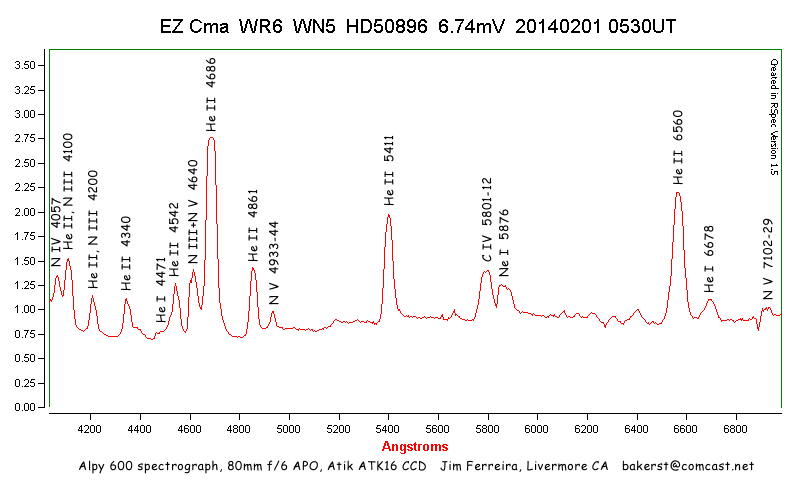 EZ Cma WR6 WN5 HD50896 6.74mV 20140201 0530UT
Created in RSpec Version 1.5
3.50
3.25
3.00
2.75
2.50
2.25
2.00
1.75
1.50
1.25
1.00
0.75
0.50
0.25
0.00
N IV 4057
He II, N III 4100
He II, N III 4200
He II 4340
He I 4471
He II 4542
N III+N V 4640
He II 4686
He II 4861
N V 4933-44
He II 5411
C IV 5801-12
Ne I 5876
He II 6560
He I 6678
N V 7102-29
4200 4400 4600 4800 5000 5200 5400 5600 5800 6000 6200 6400 6600 6800
Angstroms
Alpy 600 spectrograph, 80mm f/6 APO, Atik ATK16 CCD Jim Ferreira, Livermore CA bakerst@comcast.net